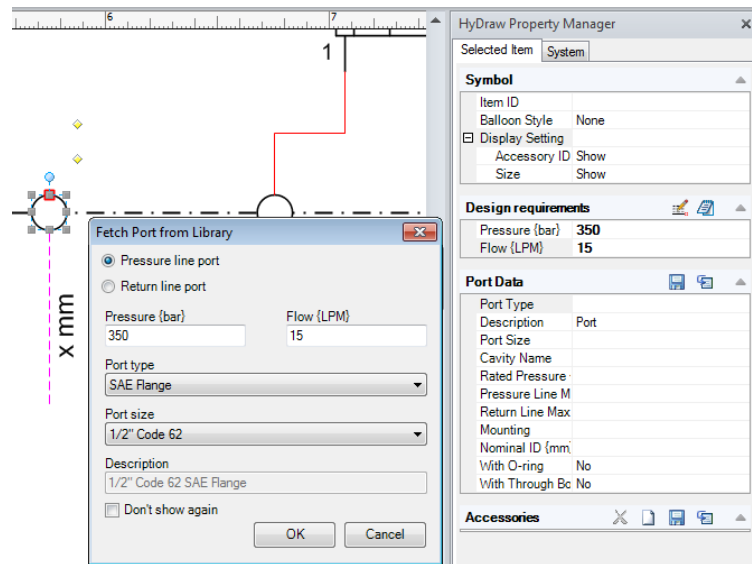 6
7
1
x mm
Fetch Port from Library
Pressure line port
Return line port
Pressure {bar}
Flow {LPM}
350
15
Port type
SAE Flange
Port size
1/2" Code 62
Description
1/2" Code 62 SAE Flange
Don't show again
OK
Cancel
HyDraw Property Manager
Selected Item
System
Symbol
Item ID
Balloon Style None
Display Setting
Accessory ID Show
Size Show
Design requirements
Pressure {bar} 350
Flow {LPM} 15
Port Data
Port Type
Description Port
Port Size
Cavity Name
Rated Pressure
Pressure Line M
Return Line Max
Mounting
Nominal ID {mm
With O-ring No
With Through Bo No
Accessories